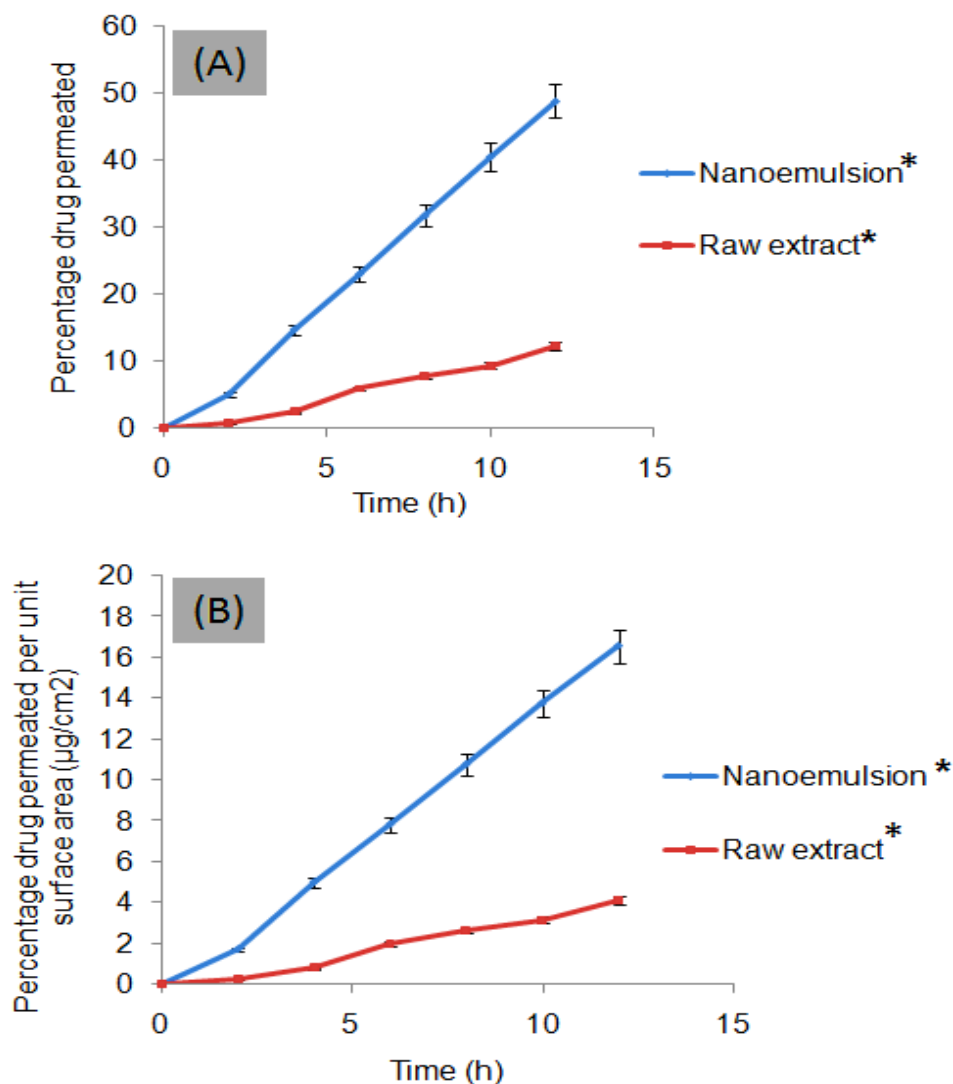 (A)
Percentage drug permeated
60
50
40
30
20
10
0
0 5 10 15
Time (h)
Nanoemulsion*
Raw extract*
(B)
Percentage drug permeated per unit
surface area (μg/cm2)
20
18
16
14
12
10
8
6
4
2
0
0 5 10 15
Time (h)
Nanoemulsion *
Raw extract*